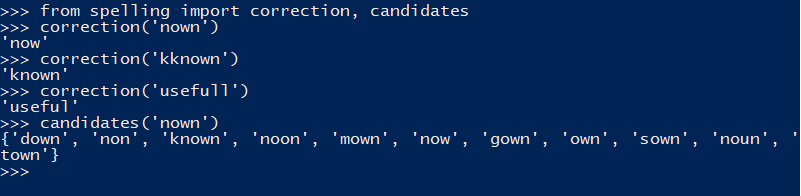 >>> from spelling import correction, candidates
>>> correction('nown')
'now'
>>> correction('kknown')
'known'
>>> correction('usefull')
'useful'
>>> candidates('nown')
{'down', 'non', 'known', 'noon', 'mown', 'now', 'gown', 'own', 'sown', 'noun', '
town'}
>>>